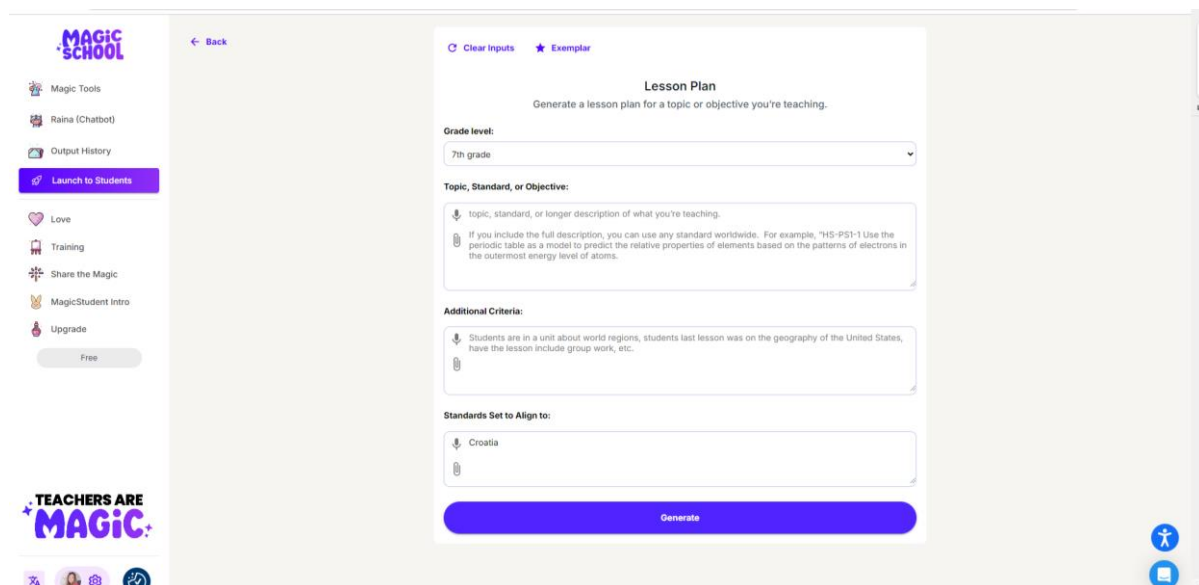 MAGIC
SCHOOL
Magic Tools
Raina (Chatbot)
Output History
Launch to Students
Love
Training
Share the Magic
MagicStudent Intro
Upgrade
Free
TEACHERS ARE
MAGIC
Back
Clear Inputs
Exemplar
Lesson Plan
Generate a lesson plan for a topic or objective you're teaching.
Grade level:
7th grade
Topic, Standard, or Objective:
topic, standard, or longer description of what you're teaching.
If you include the full description, you can use any standard worldwide. For example, "HS-PS1-1 Use the
periodic table as a model to predict the relative properties of elements based on the patterns of electrons in
the outermost energy level of atoms.
Additional Criteria:
Students are in a unit about world regions, students last lesson was on the geography of the United States,
have the lesson include group work, etc.
Standards Set to Align to:
Croatia
Generate